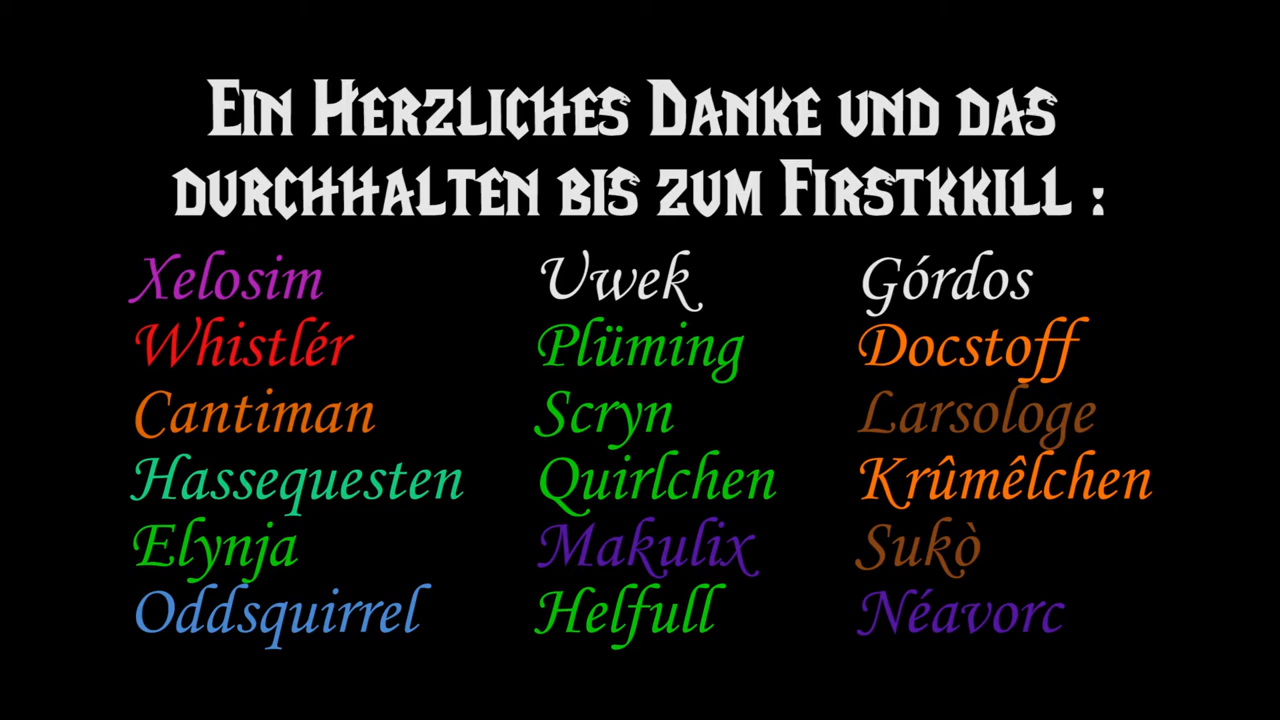 Ein Herzliches Danke und das
durchhalten bis zum Firstkkill :
Xelosim Uwek Górdos
Whistlér Plüming Docstoff
Cantiman Scryn Larsologe
Hassequesten Quirlchen Krûmêlchen
Elynja Makulix Sukò
Oddsquirrel Helfull Néavorc